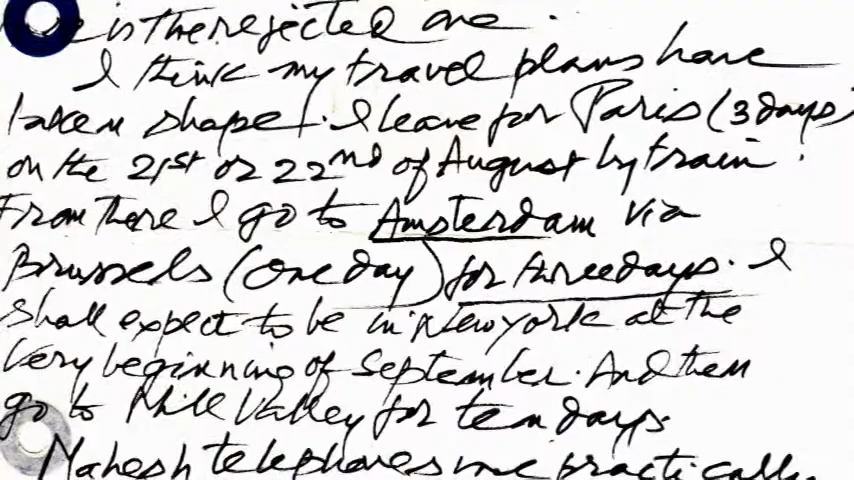 is the rejected one.
I think my travel plans have
taken shape. I leave for Paris (3 days)
on the 21st or 22nd of August by train.
From there I go to Amsterdam via
Brussels (one day) for three days. I
shall expect to be in New York at the
very beginning of September. And then
go to Mill Valley for ten days.
Mahesh telephones me practically